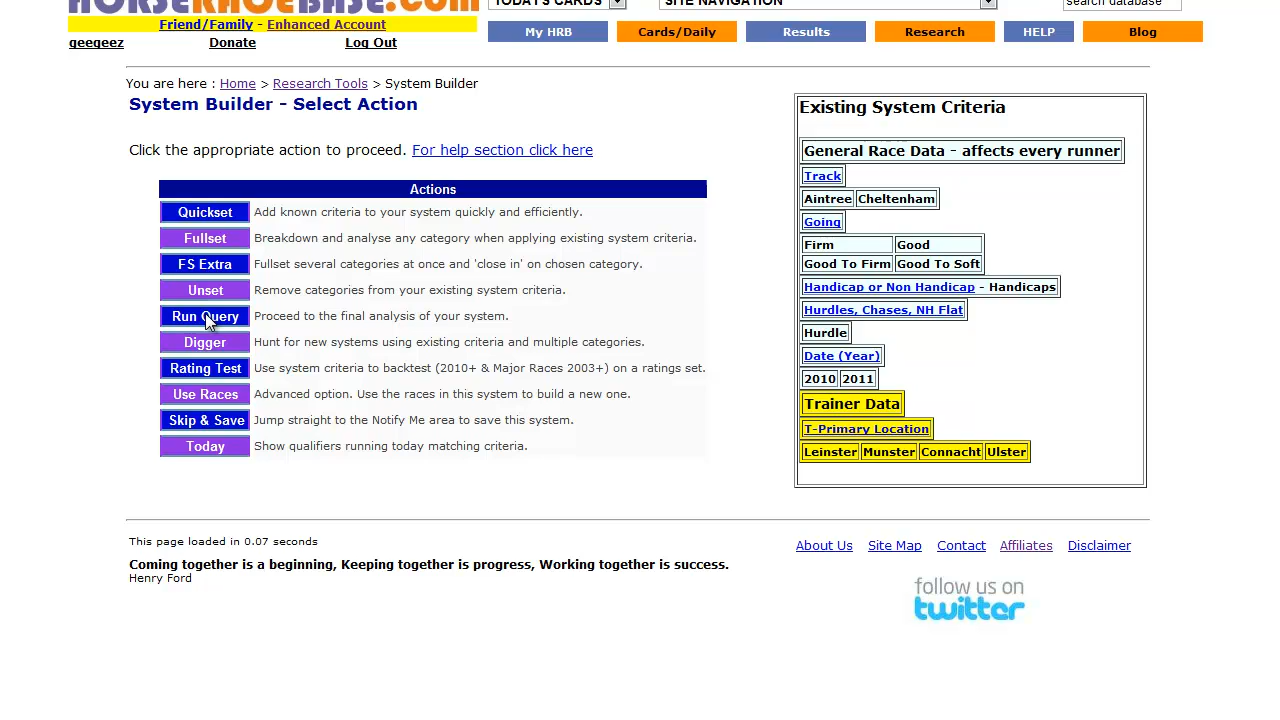 HORSERACEBASE.com
TODAY'S CARDS
SITE NAVIGATION
search database
Friend/Family - Enhanced Account
geegeez Donate Log Out
My HRB Cards/Daily Results Research HELP Blog
You are here : Home > Research Tools > System Builder
System Builder - Select Action
Click the appropriate action to proceed. For help section click here
Actions
Quickset Add known criteria to your system quickly and efficiently.
Fullset Breakdown and analyse any category when applying existing system criteria.
FS Extra Fullset several categories at once and 'close in' on chosen category.
Unset Remove categories from your existing system criteria.
Run Query Proceed to the final analysis of your system.
Digger Hunt for new systems using existing criteria and multiple categories.
Rating Test Use system criteria to backtest (2010+ & Major Races 2003+) on a ratings set.
Use Races Advanced option. Use the races in this system to build a new one.
Skip & Save Jump straight to the Notify Me area to save this system.
Today Show qualifiers running today matching criteria.
Existing System Criteria
General Race Data - affects every runner
Track
Aintree Cheltenham
Going
Firm Good
Good To Firm Good To Soft
Handicap or Non Handicap - Handicaps
Hurdles, Chases, NH Flat
Hurdle
Date (Year)
2010 2011
Trainer Data
T-Primary Location
Leinster Munster Connacht Ulster
This page loaded in 0.07 seconds
Coming together is a beginning, Keeping together is progress, Working together is success.
Henry Ford
About Us Site Map Contact Affiliates Disclaimer
follow us on
twitter